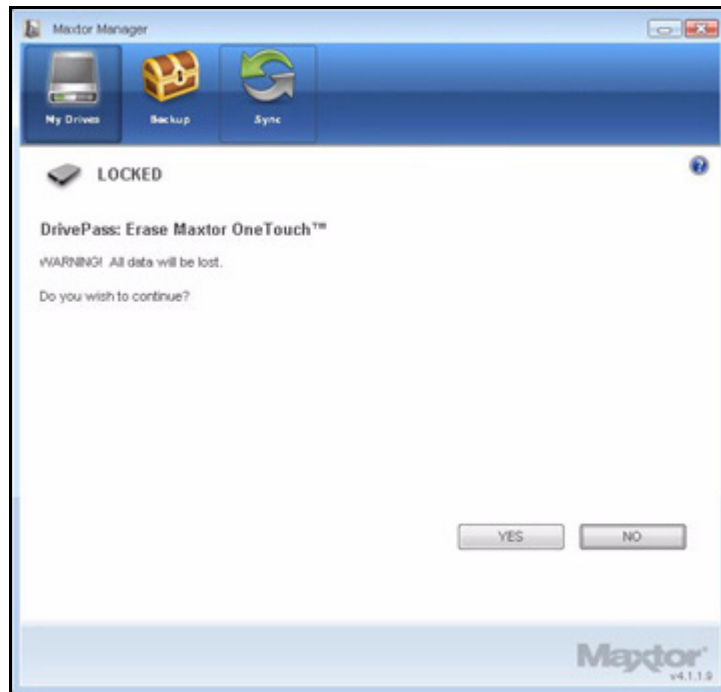 Maxtor Manager
My Drives Backup Sync
LOCKED
DrivePass: Erase Maxtor OneTouch™
WARNING! All data will be lost.
Do you wish to continue?
YES NO
Maxtor
v4.1.1.9